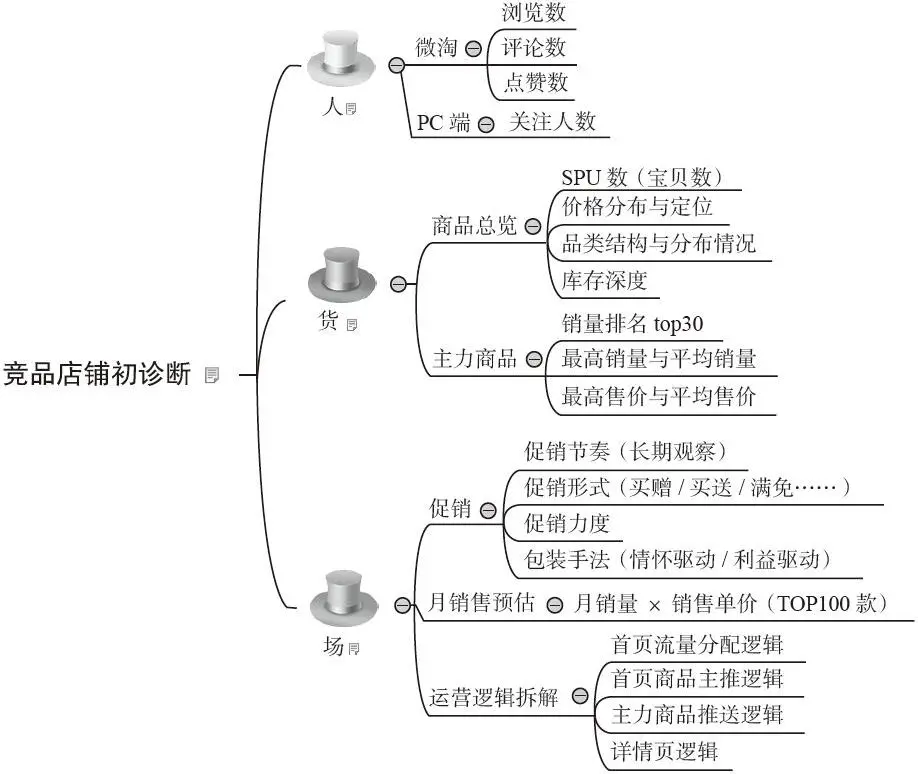 竞品店铺初诊断
人
微淘
浏览数
评论数
点赞数
PC 端
关注人数
货
商品总览
SPU 数（宝贝数）
价格分布与定位
品类结构与分布情况
库存深度
主力商品
销量排名 top30
最高销量与平均销量
最高售价与平均售价
场
促销
促销节奏（长期观察）
促销形式（买赠 / 买送 / 满免……）
促销力度
包装手法（情怀驱动 / 利益驱动）
月销售预估
月销量 × 销售单价（TOP100 款）
运营逻辑拆解
首页流量分配逻辑
首页商品主推逻辑
主力商品推送逻辑
详情页逻辑